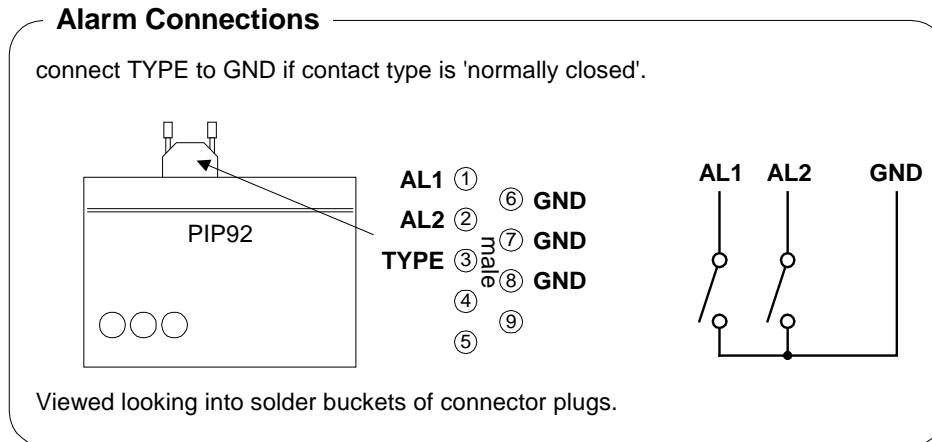 Alarm Connections
connect TYPE to GND if contact type is 'normally closed'.
PIP92
AL1 1
6 GND
AL2 2
7 GND
TYPE 3
male
8 GND
4
9
5
AL1 AL2 GND
Viewed looking into solder buckets of connector plugs.